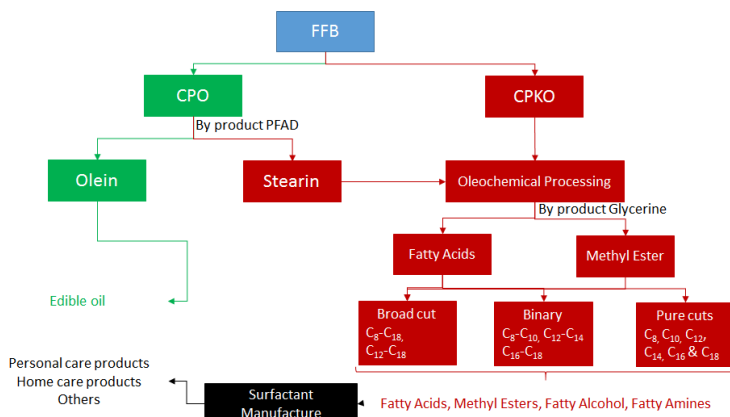 FFB
CPO
CPKO
By product PFAD
Olein
Stearin
Oleochemical Processing
By product Glycerine
Fatty Acids
Methyl Ester
Edible oil
Broad cut
C₈-C₁₈,
C₁₂-C₁₈
Binary
C₈-C₁₀, C₁₂-C₁₄
C₁₆-C₁₈
Pure cuts
C₈, C₁₀, C₁₂,
C₁₄, C₁₆ & C₁₈
Personal care products
Home care products
Others
Surfactant
Manufacture
Fatty Acids, Methyl Esters, Fatty Alcohol, Fatty Amines